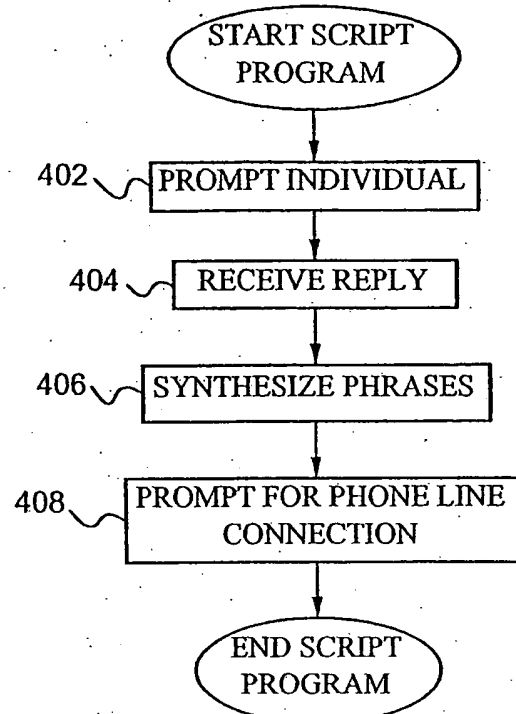 START SCRIPT
PROGRAM
402 PROMPT INDIVIDUAL
404 RECEIVE REPLY
406 SYNTHESIZE PHRASES
408 PROMPT FOR PHONE LINE
CONNECTION
END SCRIPT
PROGRAM